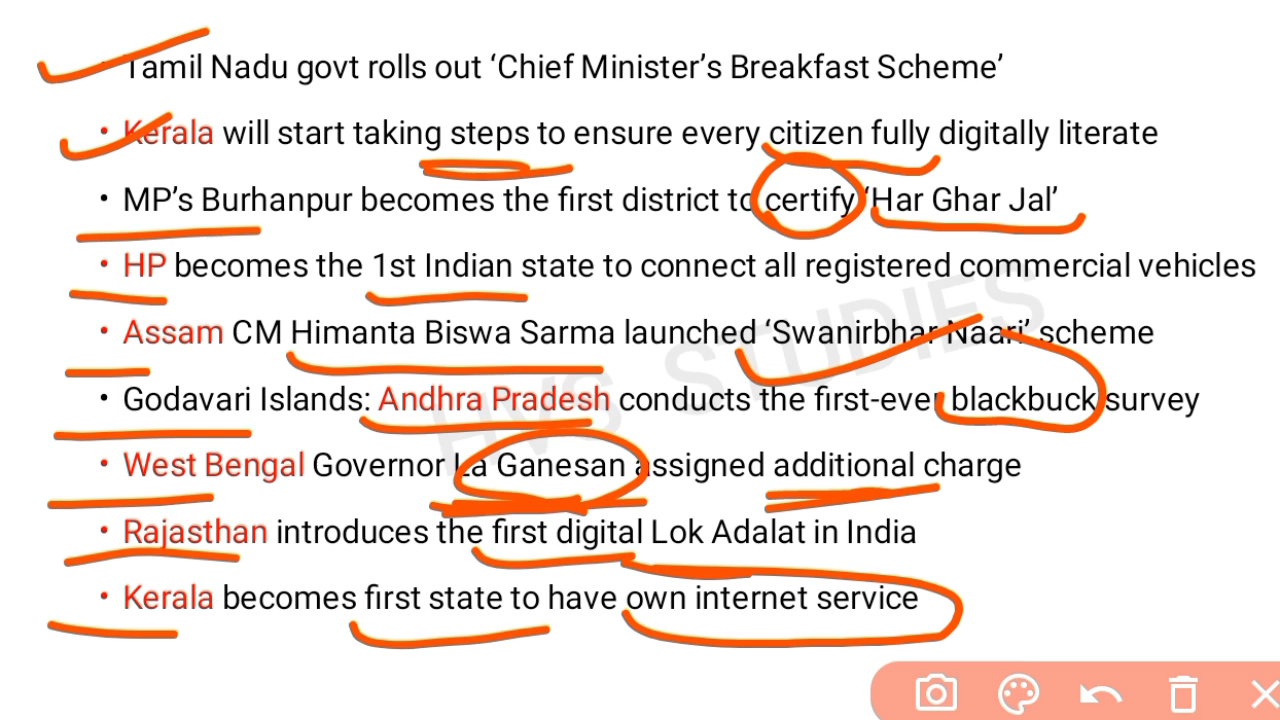 • Tamil Nadu govt rolls out ‘Chief Minister’s Breakfast Scheme’
• Kerala will start taking steps to ensure every citizen fully digitally literate
• MP’s Burhanpur becomes the first district to certify ‘Har Ghar Jal’
• HP becomes the 1st Indian state to connect all registered commercial vehicles
• Assam CM Himanta Biswa Sarma launched ‘Swanirbhar Naari’ scheme
• Godavari Islands: Andhra Pradesh conducts the first-ever blackbuck survey
• West Bengal Governor La Ganesan assigned additional charge
• Rajasthan introduces the first digital Lok Adalat in India
• Kerala becomes first state to have own internet service
HVS STUDIES